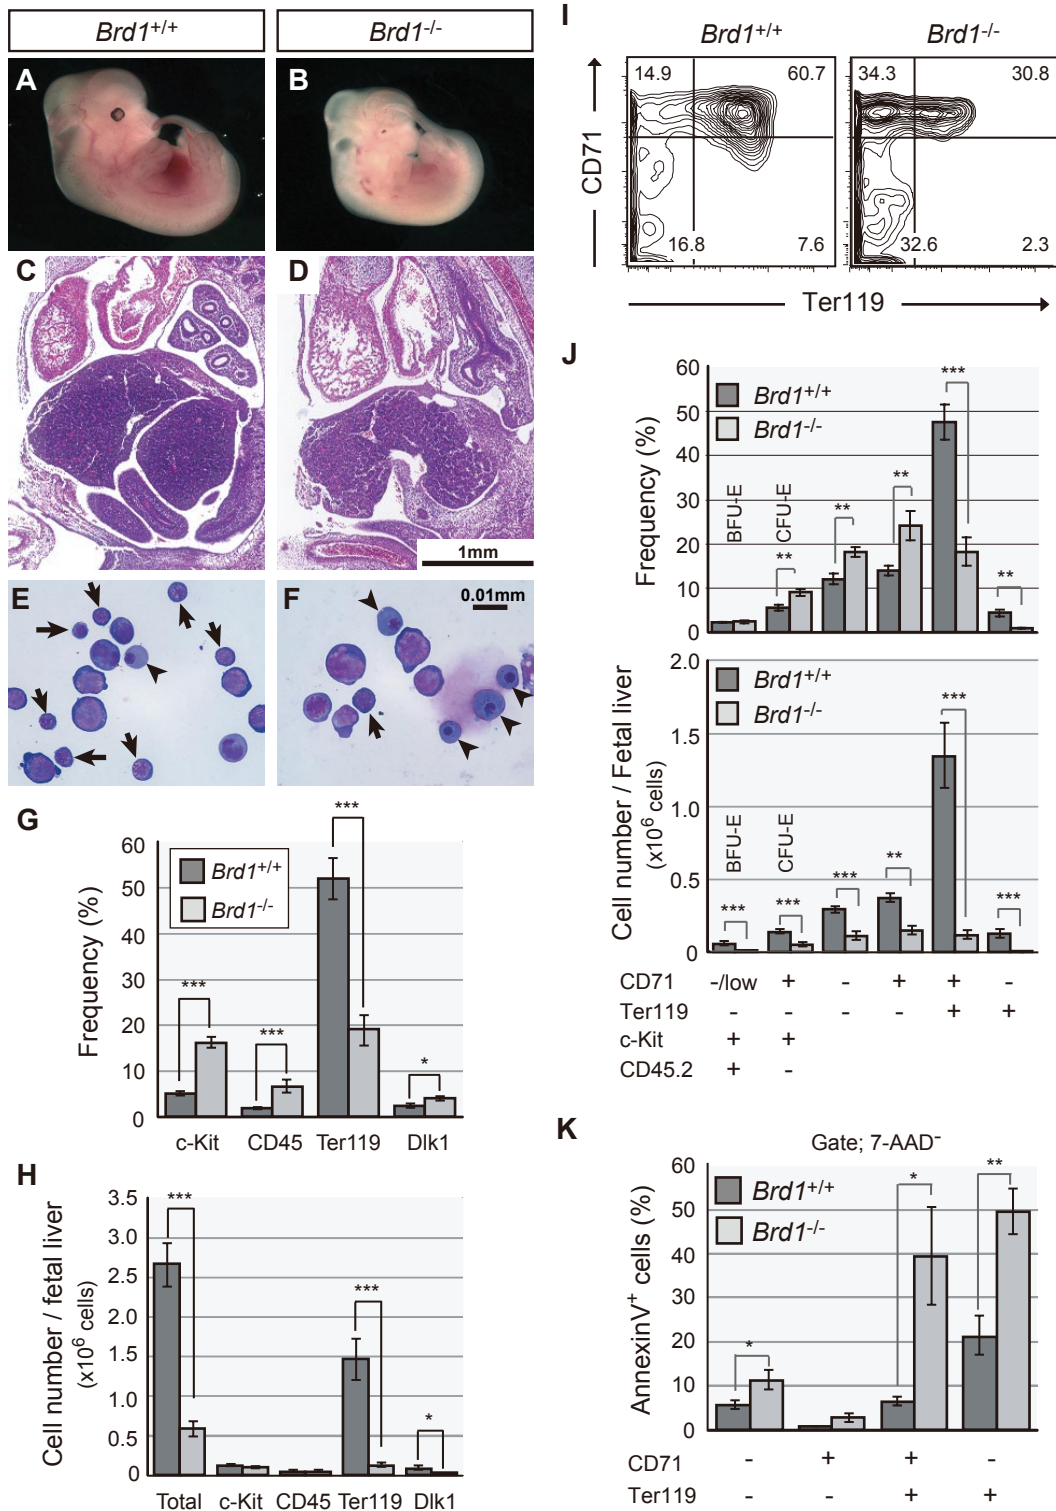 Brd1+/+
Brd1-/-
A
B
C
D
1mm
E
F
0.01mm
G
***
Brd1+/+
Brd1-/-
***
***
*
Frequency (%)
60
50
40
30
20
10
0
c-Kit CD45 Ter119 Dlk1
H
***
***
*
Cell number / fetal liver
(x10⁶ cells)
3.5
3.0
2.5
2.0
1.5
1.0
0.5
0
Total c-Kit CD45 Ter119 Dlk1
I
Brd1+/+ Brd1-/-
14.9 60.7 34.3 30.8
16.8 7.6 32.6 2.3
CD71
Ter119
J
Brd1+/+
Brd1-/-
Frequency (%)
60
50
40
30
20
10
0
BFU-E
CFU-E
**
**
**
***
**
Brd1+/+
Brd1-/-
Cell number / Fetal liver
(x10⁶ cells)
2.0
1.5
1.0
0.5
0
BFU-E
CFU-E
***
***
***
**
***
***
CD71 -/low + - + + -
Ter119 - - - - + +
c-Kit + +
CD45.2 + -
K
Gate; 7-AAD-
Brd1+/+
Brd1-/-
AnnexinV+ cells (%)
60
50
40
30
20
10
0
*
*
**
CD71 - + + -
Ter119 - - + +